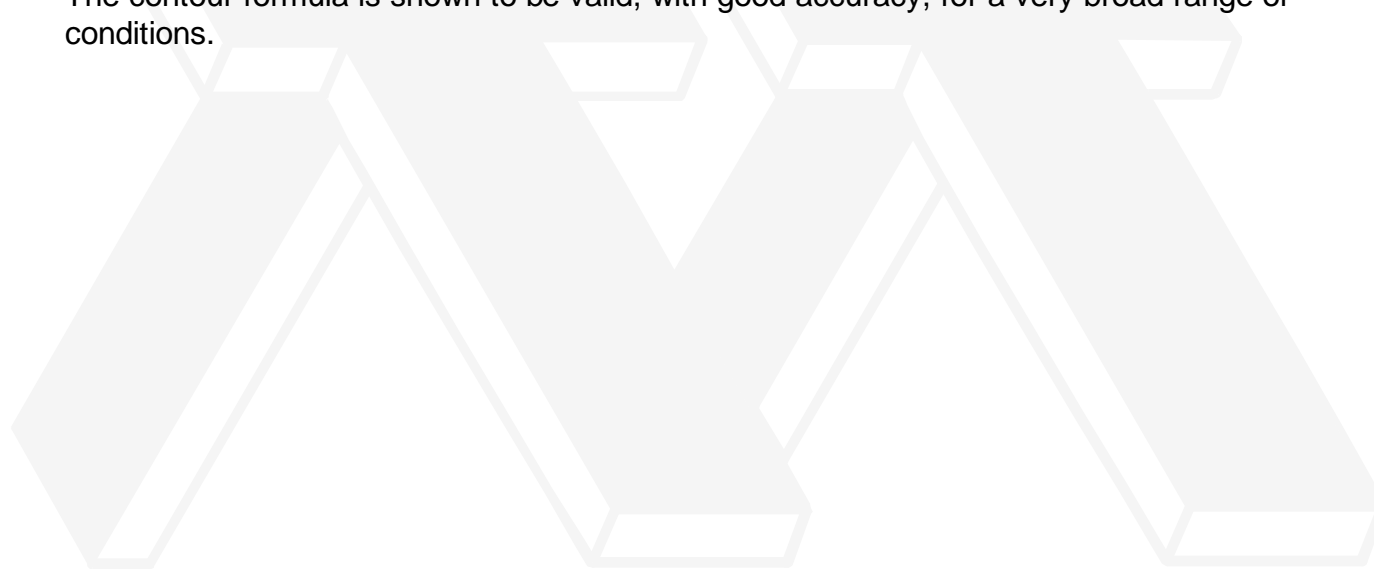 The contour formula is shown to be valid, with good accuracy, for a very broad range of
conditions.